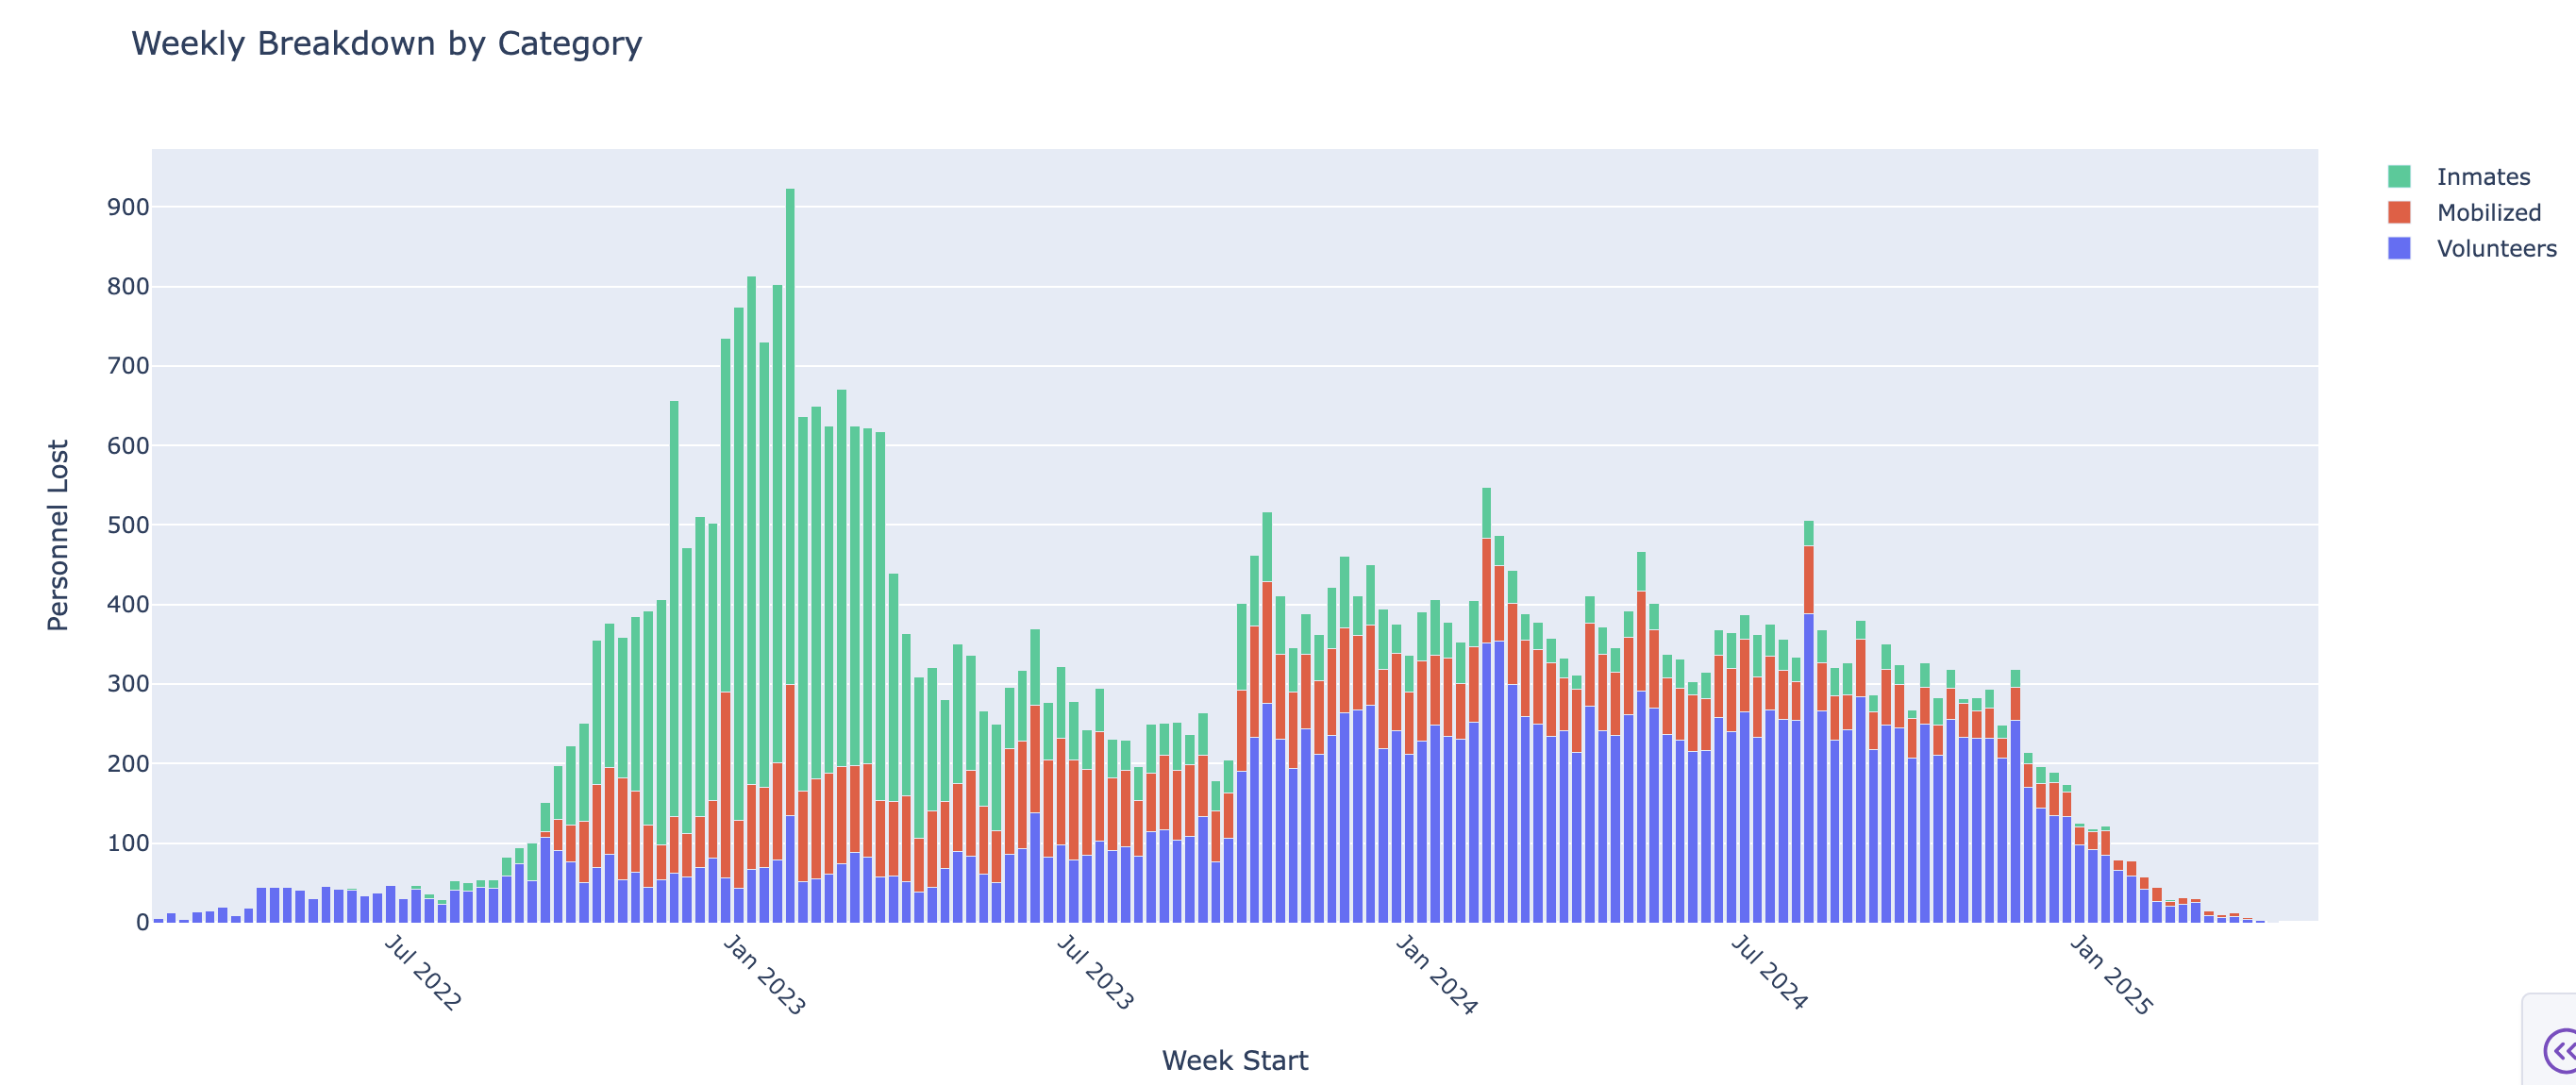 Weekly Breakdown by Category
Inmates
Mobilized
Volunteers
Personnel Lost
900
800
700
600
500
400
300
200
100
0
Jul 2022
Jan 2023
Jul 2023
Jan 2024
Jul 2024
Jan 2025
Week Start